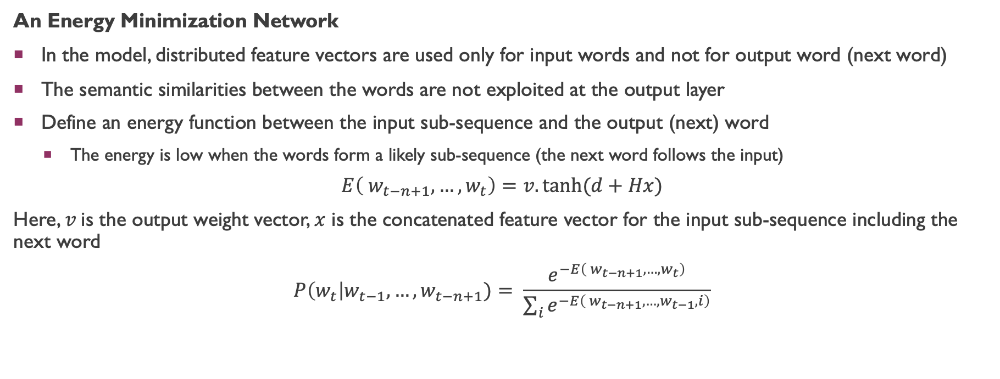 An Energy Minimization Network
▪ In the model, distributed feature vectors are used only for input words and not for output word (next word)
▪ The semantic similarities between the words are not exploited at the output layer
▪ Define an energy function between the input sub-sequence and the output (next) word
▪ The energy is low when the words form a likely sub-sequence (the next word follows the input)
E( w_{t−n+1}, … , w_t) = v. tanh(d + Hx)
Here, v is the output weight vector, x is the concatenated feature vector for the input sub-sequence including the
next word
P(w_t|w_{t−1}, … , w_{t−n+1}) = \frac{e^{−E( w_{t−n+1},…,w_t)}}{∑_i e^{−E( w_{t−n+1},…,w_{t−1},i)}}